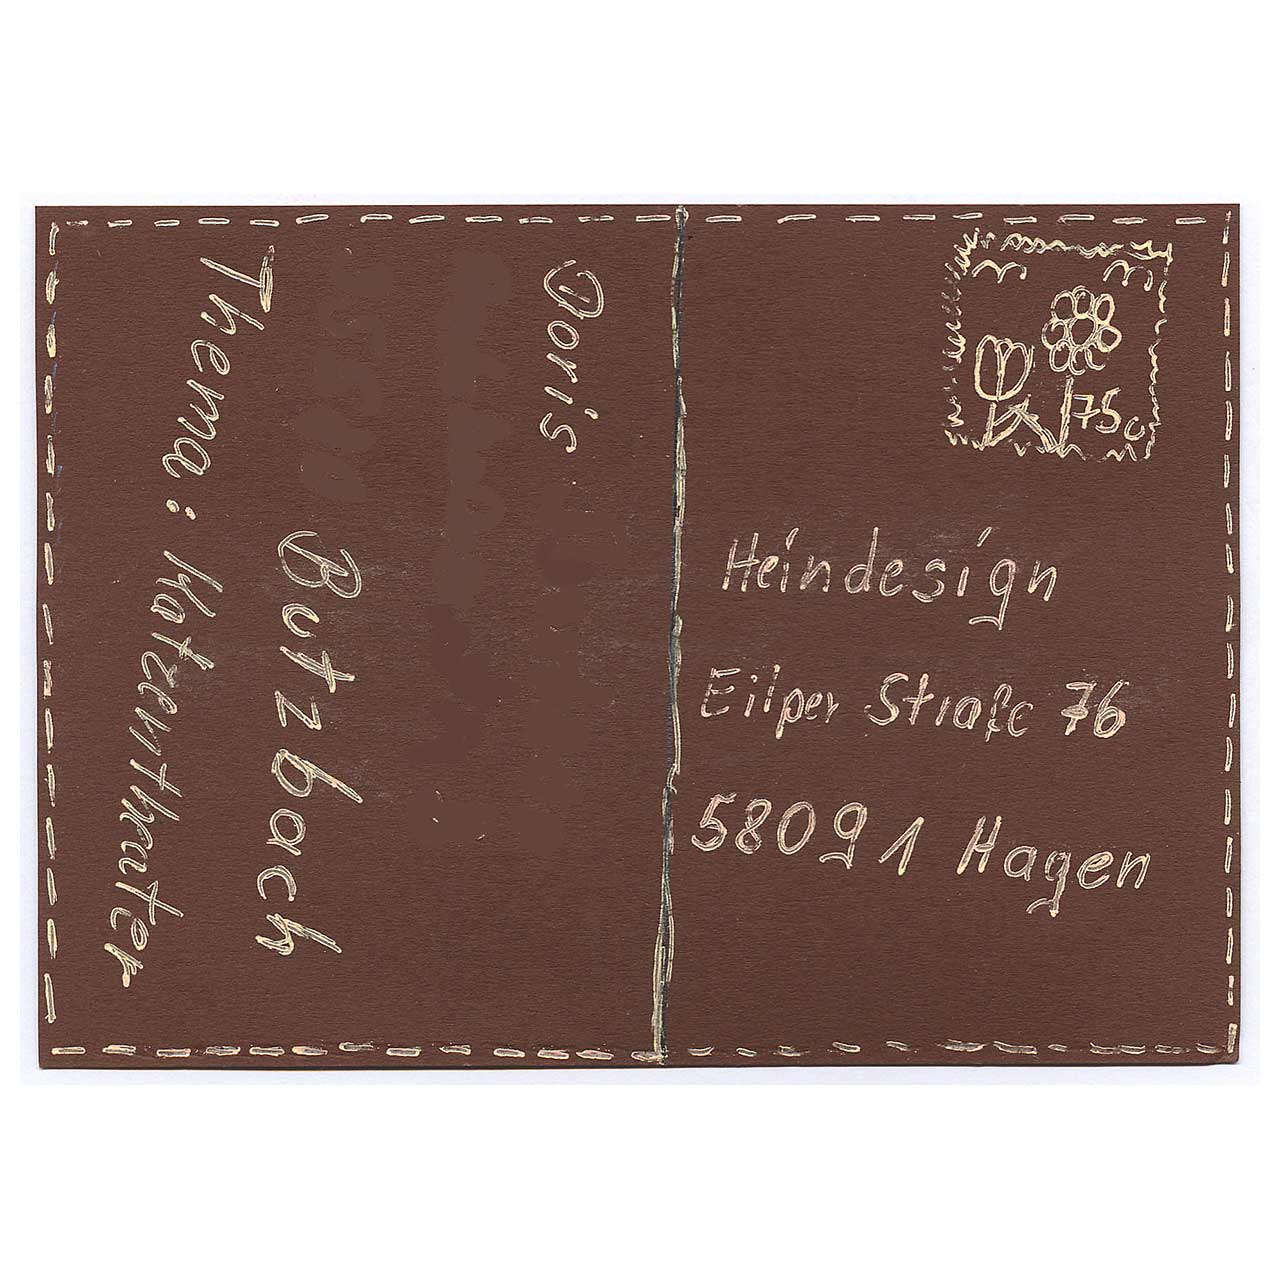 Doris
Butzbach
Thema: Katzentheater
75c
Heindesign
Eilper Straße 76
58091 Hagen